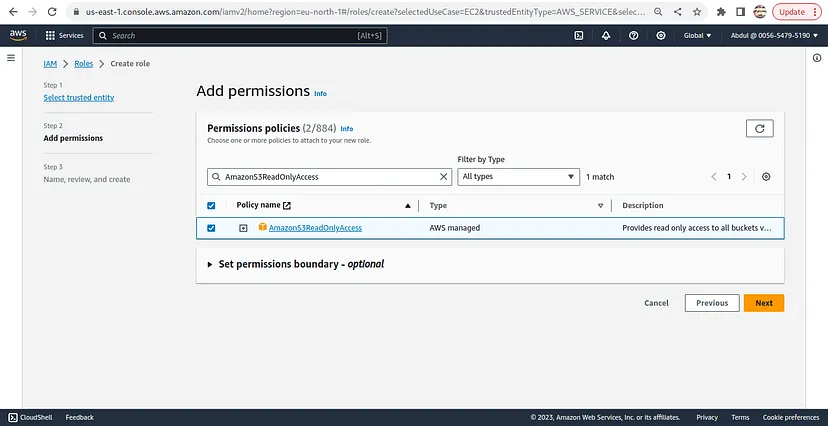 us-east-1.console.aws.amazon.com/iamv2/home?region=eu-north-1#/roles/create?selectedUseCase=EC2&trustedEntityType=AWS_SERVICE&selec...
Update
aws
Services
Search
[Alt+S]
Global
Abdul @ 0056-5479-5190
IAM
Roles
Create role
Step 1
Select trusted entity
Step 2
Add permissions
Step 3
Name, review, and create
Add permissions Info
Permissions policies (2/884) Info
Choose one or more policies to attach to your new role.
Filter by Type
AmazonS3ReadOnlyAccess
All types
1 match
1
Policy name
Type
Description
AmazonS3ReadOnlyAccess
AWS managed
Provides read only access to all buckets v...
Set permissions boundary - optional
Cancel
Previous
Next
CloudShell
Feedback
© 2023, Amazon Web Services, Inc. or its affiliates.
Privacy
Terms
Cookie preferences